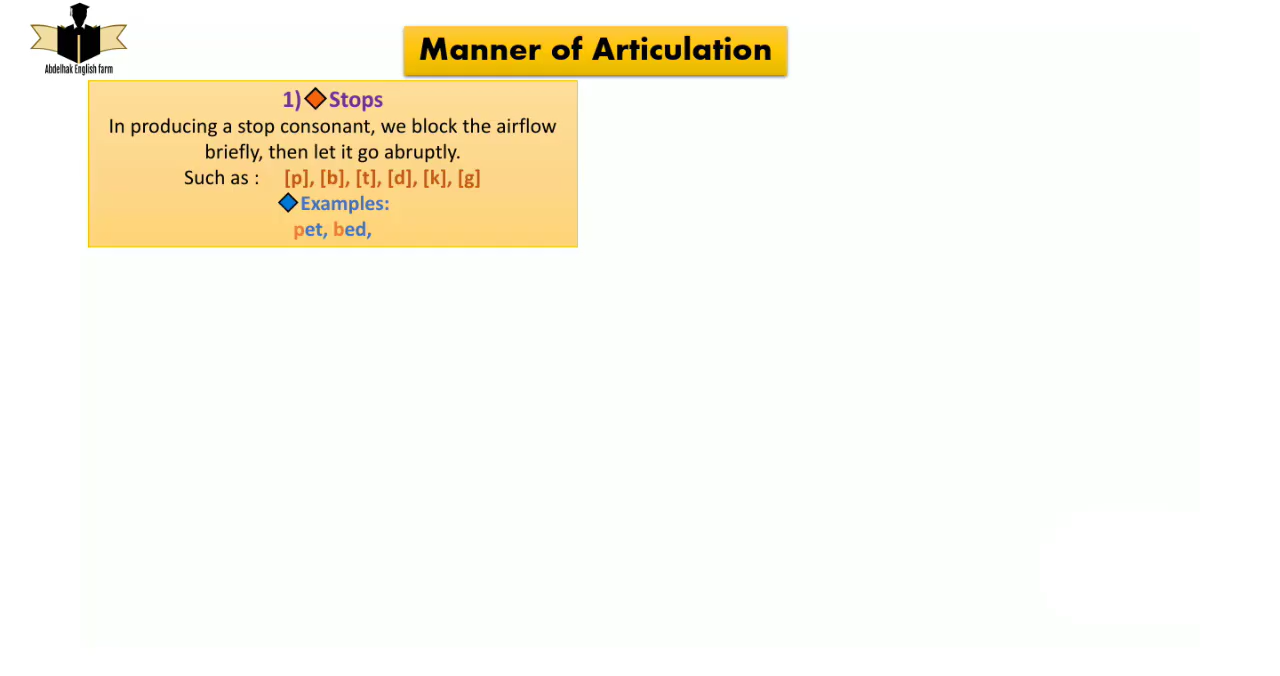 Abdelhak English farm
Manner of Articulation
1) Stops
In producing a stop consonant, we block the airflow
briefly, then let it go abruptly.
Such as : [p], [b], [t], [d], [k], [g]
Examples:
pet, bed,